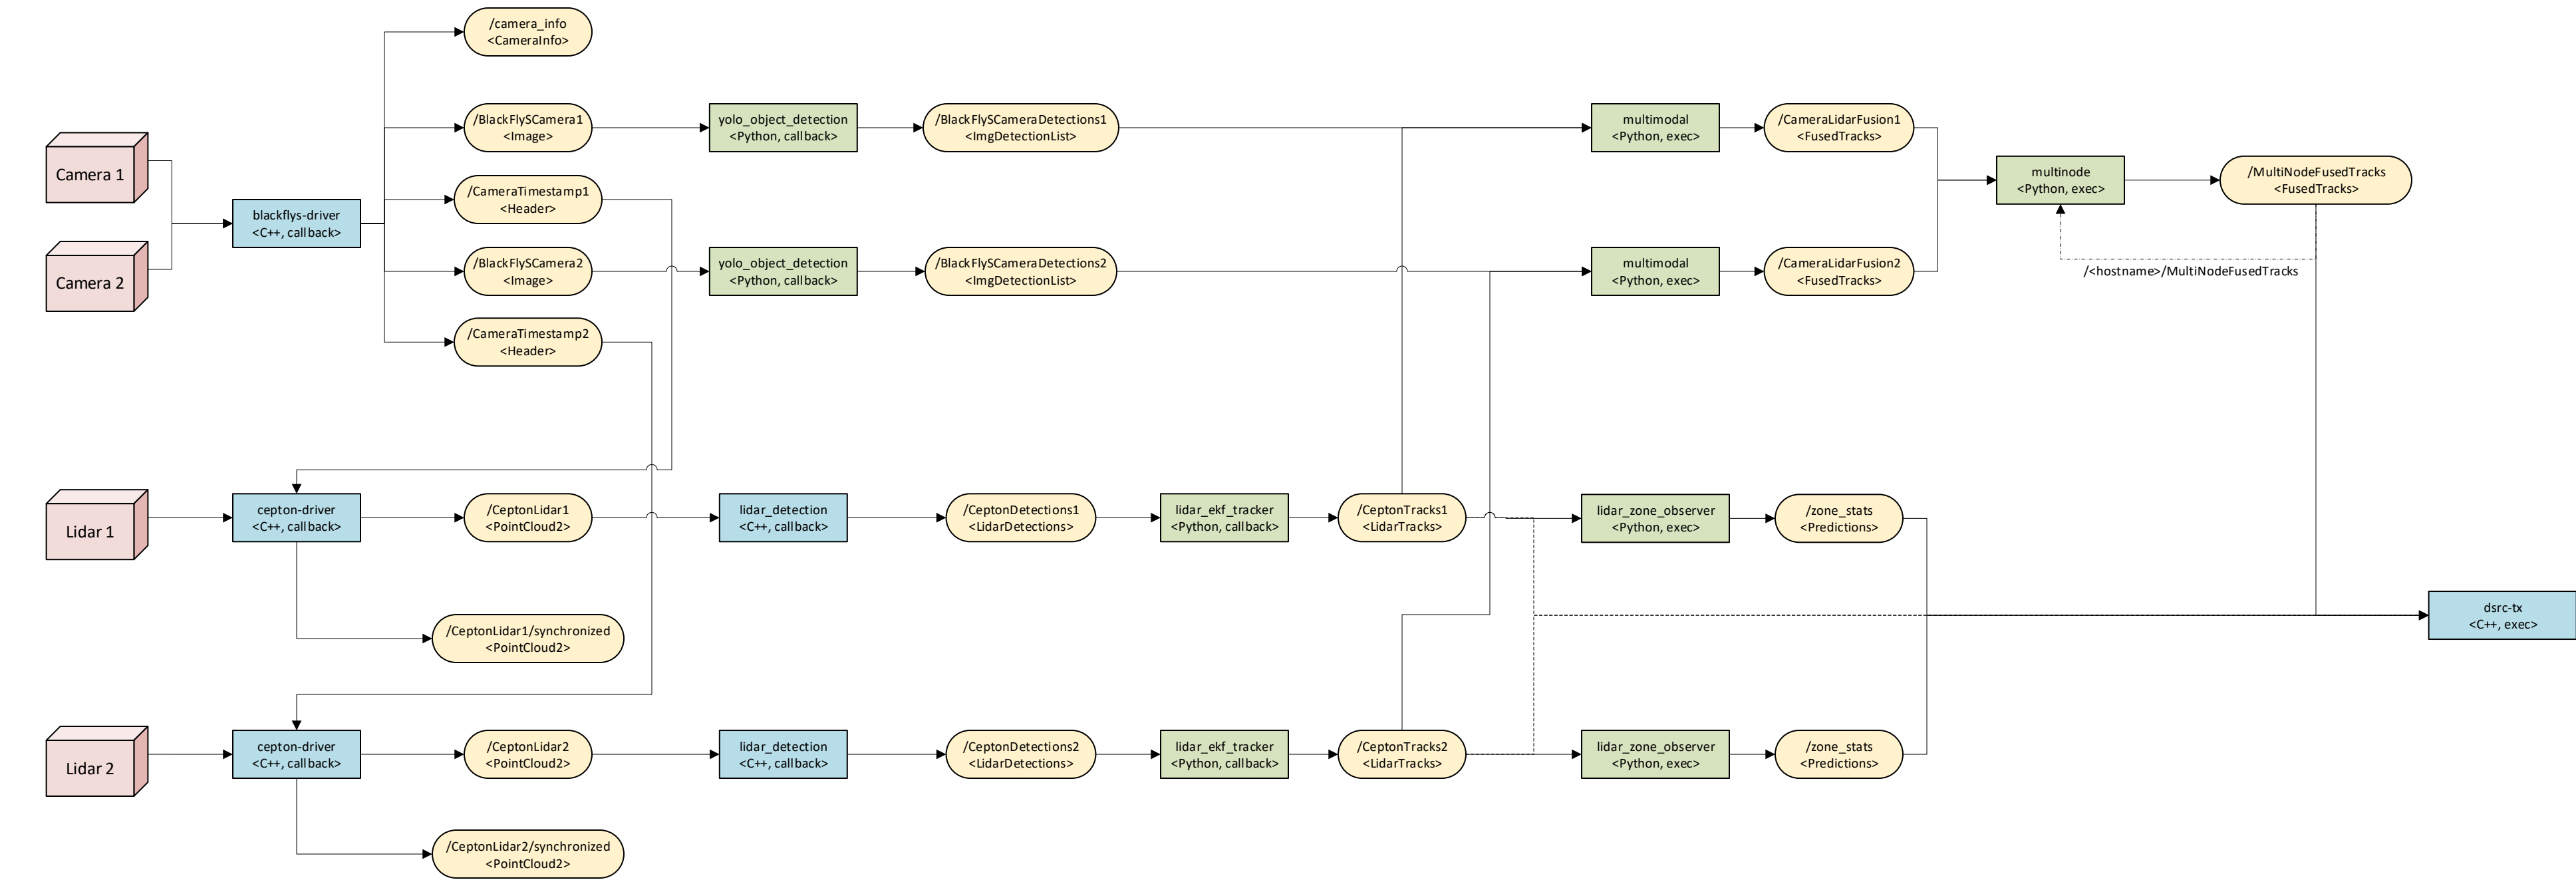 /camera_info
<CameraInfo>
/BlackFlySCamera1
<Image>
yolo_object_detection
<Python, callback>
/BlackFlySCameraDetections1
<ImgDetectionList>
multimodal
<Python, exec>
/CameraLidarFusion1
<FusedTracks>
Camera 1
multinode
<Python, exec>
/MultiNodeFusedTracks
<FusedTracks>
/CameraTimestamp1
<Header>
blackflys-driver
<C++, callback>
Camera 2
/BlackFlySCamera2
<Image>
yolo_object_detection
<Python, callback>
/BlackFlySCameraDetections2
<ImgDetectionList>
multimodal
<Python, exec>
/CameraLidarFusion2
<FusedTracks>
/<hostname>/MultiNodeFusedTracks
/CameraTimestamp2
<Header>
Lidar 1
cepton-driver
<C++, callback>
/CeptonLidar1
<PointCloud2>
lidar_detection
<C++, callback>
/CeptonDetections1
<LidarDetections>
lidar_ekf_tracker
<Python, callback>
/CeptonTracks1
<LidarTracks>
lidar_zone_observer
<Python, exec>
/zone_stats
<Predictions>
dsrc-tx
<C++, exec>
/CeptonLidar1/synchronized
<PointCloud2>
Lidar 2
cepton-driver
<C++, callback>
/CeptonLidar2
<PointCloud2>
lidar_detection
<C++, callback>
/CeptonDetections2
<LidarDetections>
lidar_ekf_tracker
<Python, callback>
/CeptonTracks2
<LidarTracks>
lidar_zone_observer
<Python, exec>
/zone_stats
<Predictions>
/CeptonLidar2/synchronized
<PointCloud2>